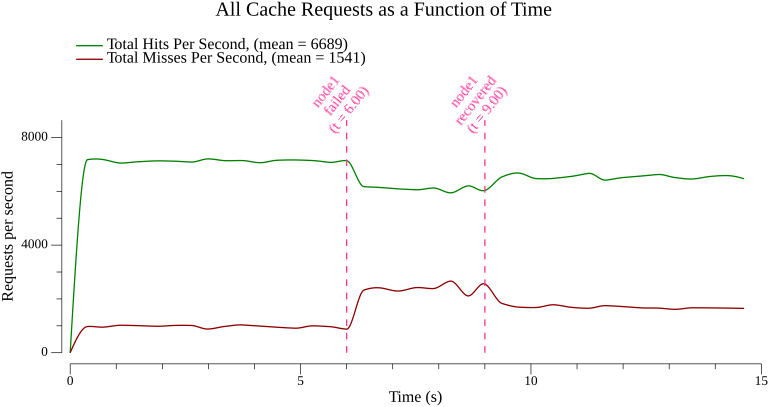 All Cache Requests as a Function of Time
Total Hits Per Second, (mean = 6689)
Total Misses Per Second, (mean = 1541)
node1
failed
(t = 6.00)
node1
recovered
(t = 9.00)
8000
4000
0
Requests per second
0
5
10
15
Time (s)